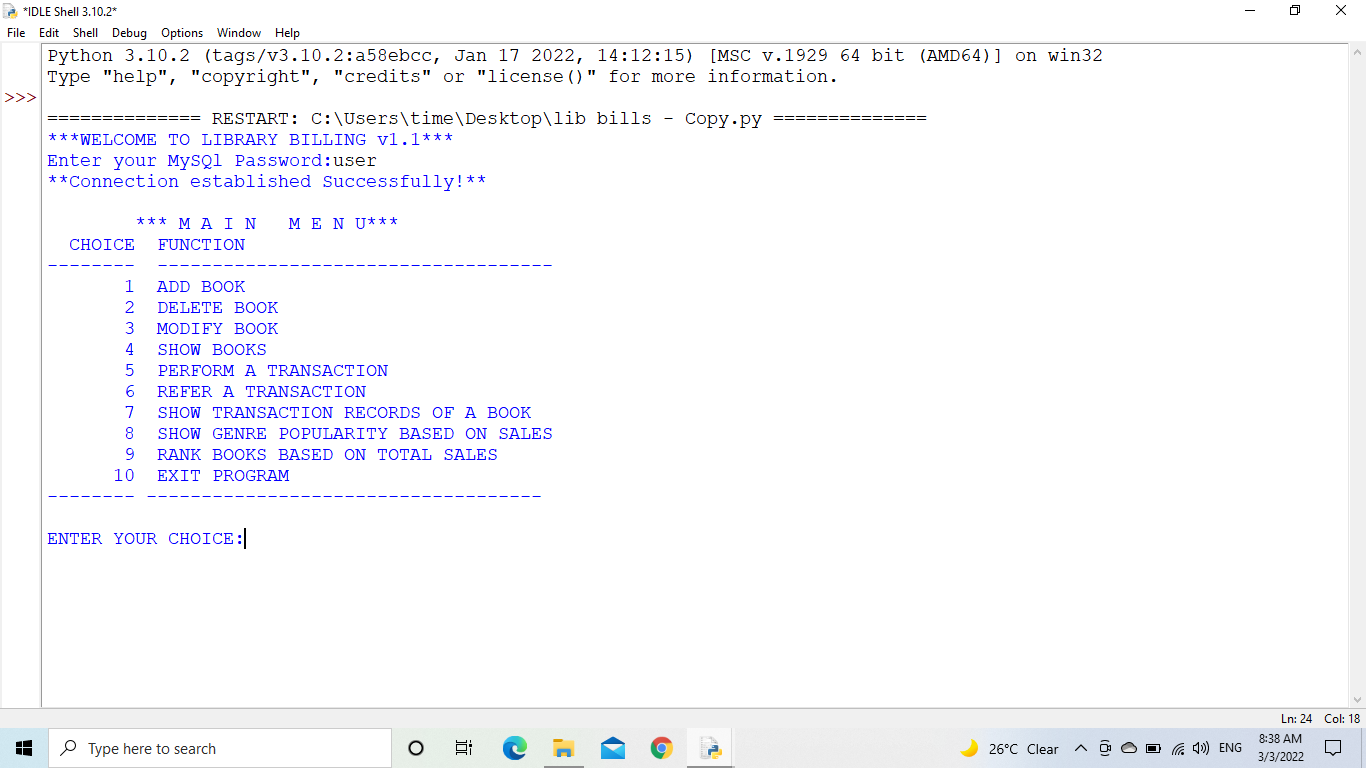 *IDLE Shell 3.10.2*
File Edit Shell Debug Options Window Help
Python 3.10.2 (tags/v3.10.2:a58ebcc, Jan 17 2022, 14:12:15) [MSC v.1929 64 bit (AMD64)] on win32
Type "help", "copyright", "credits" or "license()" for more information.
>>>
============== RESTART: C:\Users\time\Desktop\lib bills - Copy.py ==============
***WELCOME TO LIBRARY BILLING v1.1***
Enter your MySQl Password:user
**Connection established Successfully!**
*** M A I N   M E N U***
CHOICE  FUNCTION
--------  ------------------------------------
1  ADD BOOK
2  DELETE BOOK
3  MODIFY BOOK
4  SHOW BOOKS
5  PERFORM A TRANSACTION
6  REFER A TRANSACTION
7  SHOW TRANSACTION RECORDS OF A BOOK
8  SHOW GENRE POPULARITY BASED ON SALES
9  RANK BOOKS BASED ON TOTAL SALES
10  EXIT PROGRAM
-------- ------------------------------------
ENTER YOUR CHOICE:
Ln: 24 Col: 18
Type here to search
26°C Clear
ENG
8:38 AM
3/3/2022